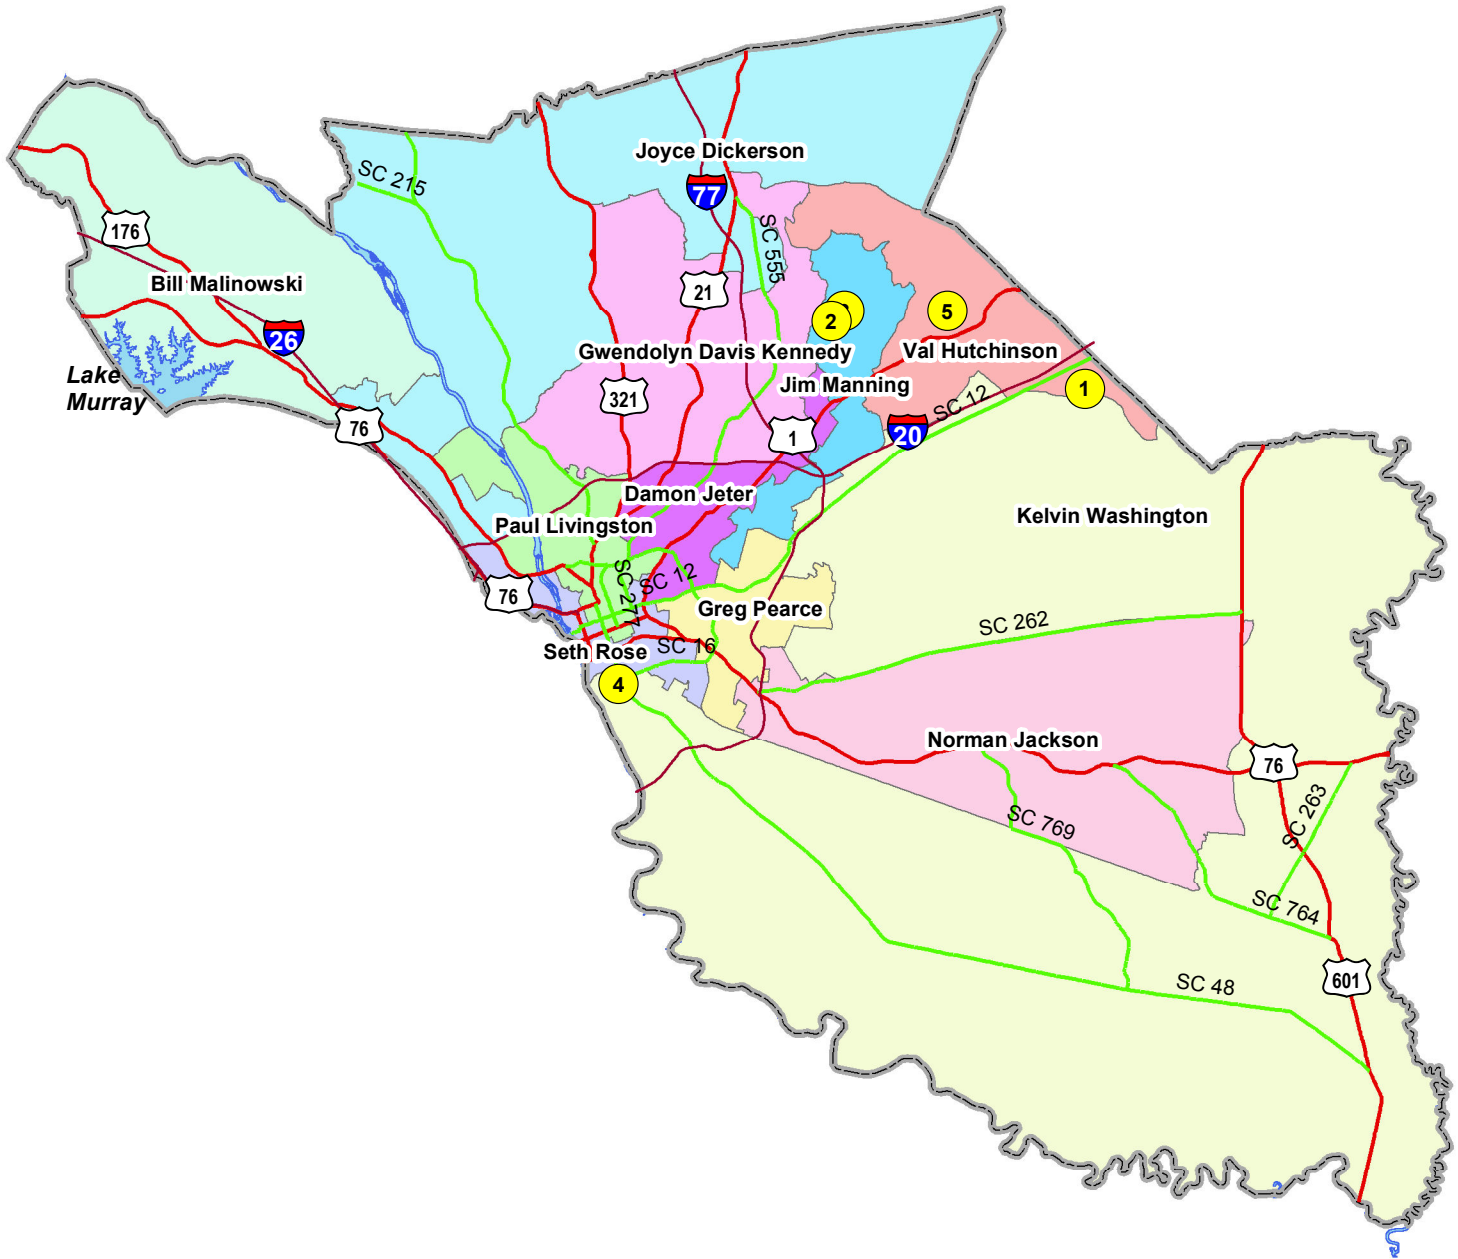 Joyce Dickerson
SC 215
77
176
SC 555
Bill Malinowski
21
2
5
26
Gwendolyn Davis Kennedy
Val Hutchinson
Lake
Murray
Jim Manning
1
321
SC 12
76
1
20
Damon Jeter
Paul Livingston
Kelvin Washington
SC 277
SC 12
76
Greg Pearce
SC 262
Seth Rose
SC 16
4
Norman Jackson
76
SC 769
SC 263
SC 764
601
SC 48